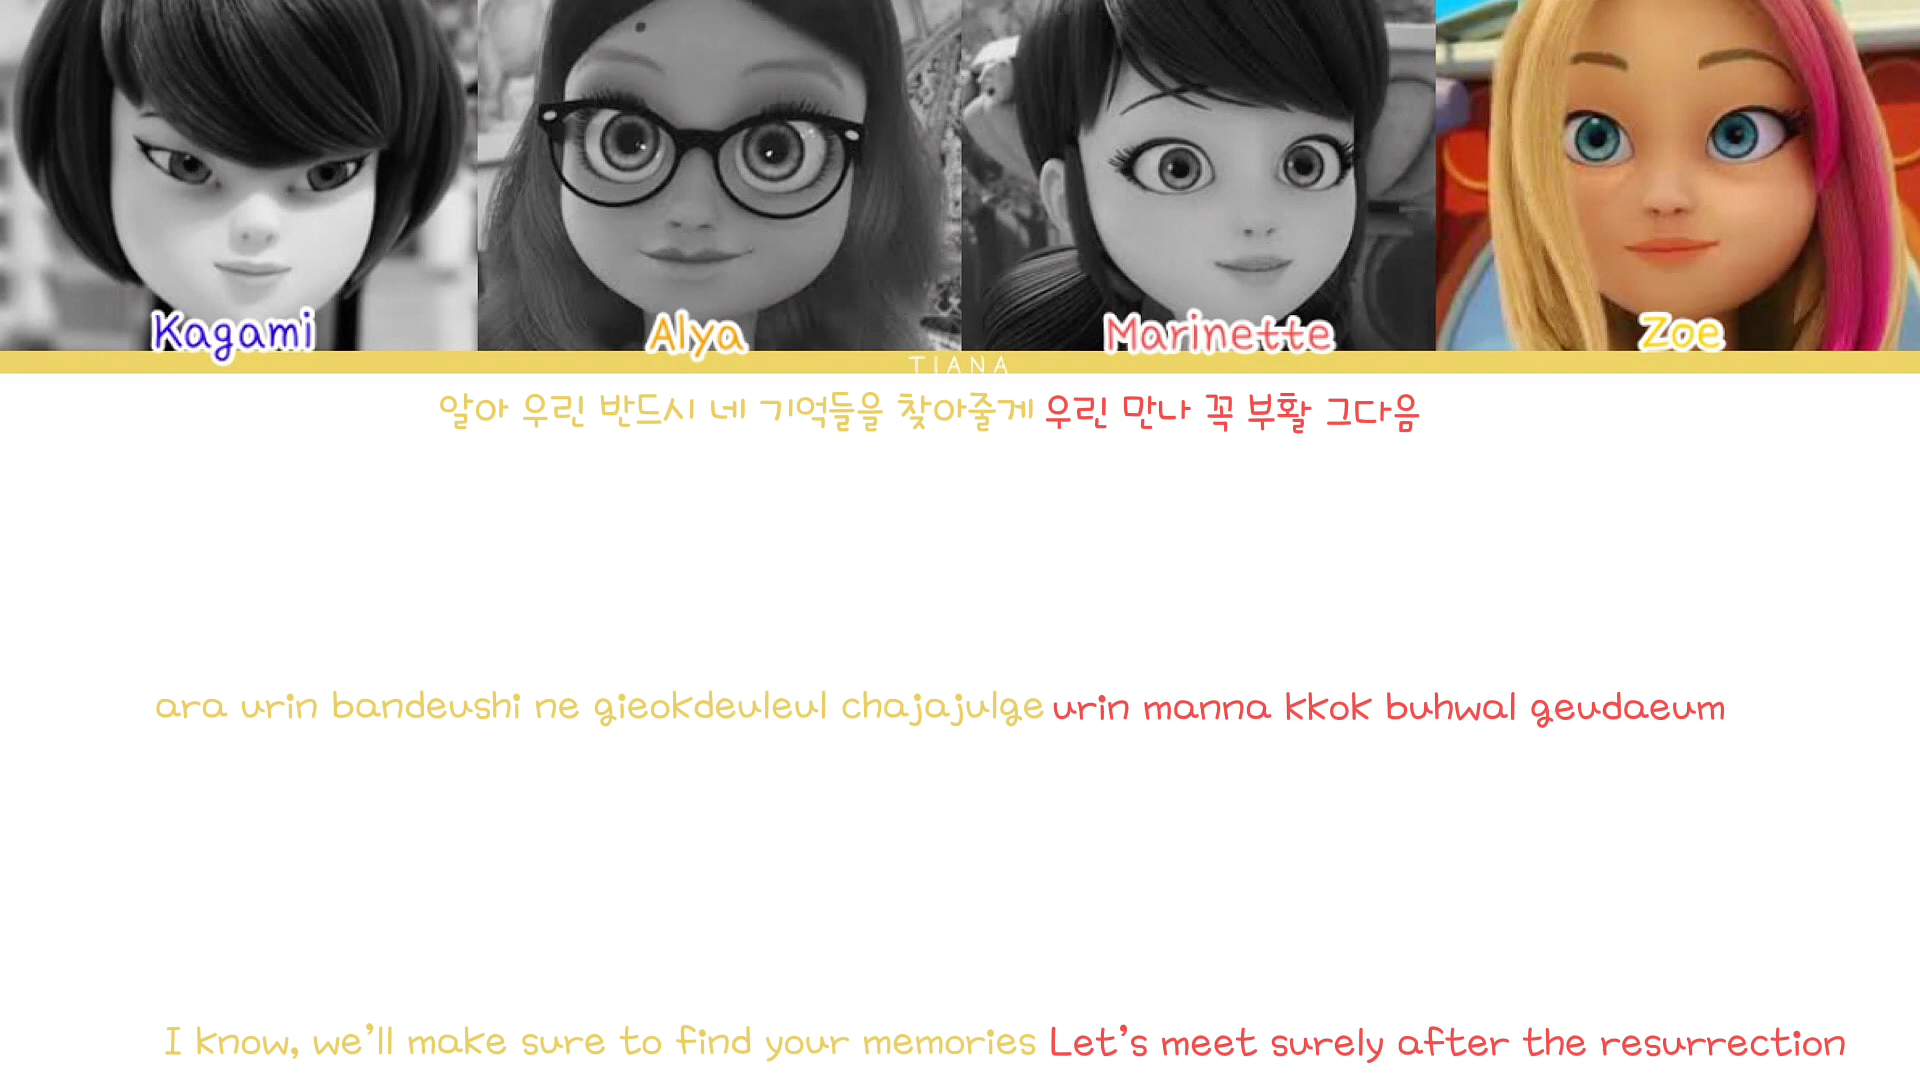 Kagami
Alya
Marinette
Zoe
TIANA
알아 우린 반드시 네 기억들을 찾아줄게 우린 만나 꼭 부활 그다음
ara urin bandeushi ne gieokdeuleul chajajulge urin manna kkok buhwal geudaeum
I know, we'll make sure to find your memories Let's meet surely after the resurrection